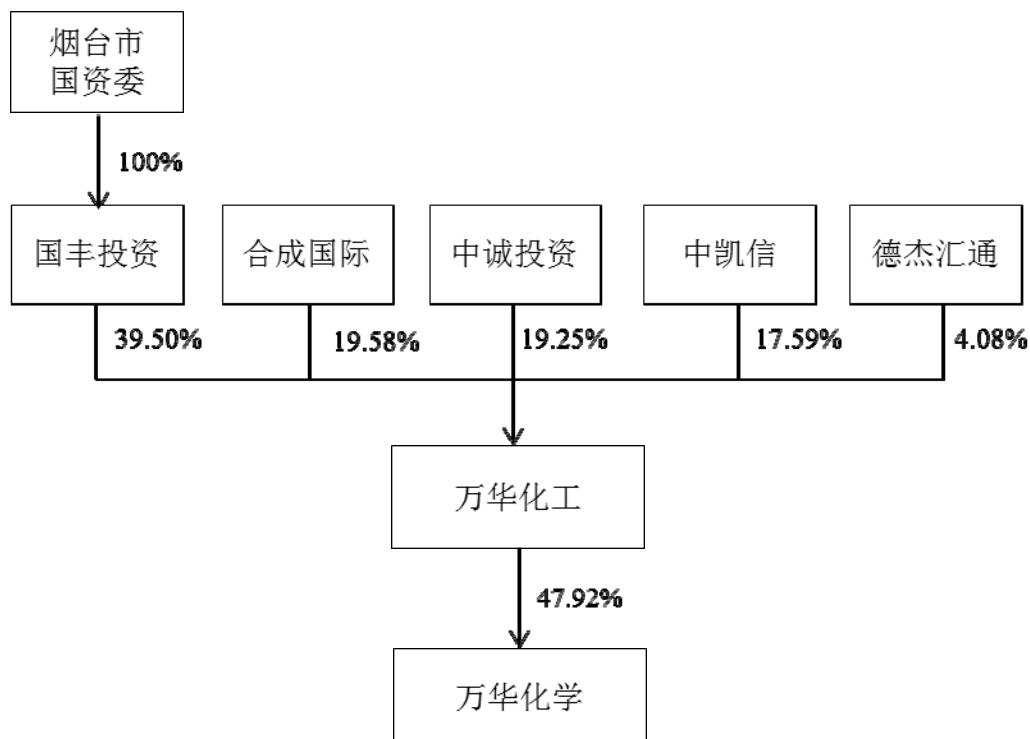 烟台市
国资委
100%
国丰投资
合成国际
中诚投资
中凯信
德杰汇通
39.50%
19.58%
19.25%
17.59%
4.08%
万华化工
47.92%
万华化学